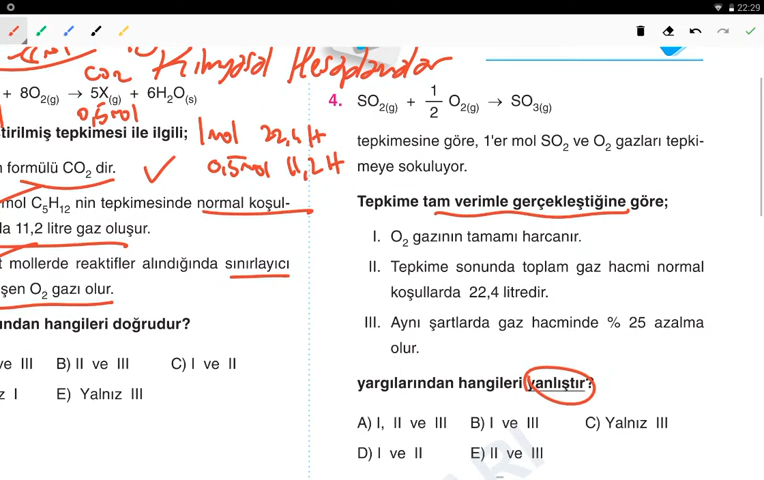 22:29
Kimyasal Hesaplamalar
CO2
+ 8O2(g) → 5X(g) + 6H2O(s)
0,5mol
tirilmiş tepkimesi ile ilgili;
1 mol 22,4 lt
0,5mol 11,2 lt
n formülü CO2 dir.
mol C5H12 nin tepkimesinde normal koşul-
da 11,2 litre gaz oluşur.
t mollerde reaktifler alındığında sınırlayıcı
şen O2 gazı olur.
ından hangileri doğrudur?
ve III B) II ve III C) I ve II
z I E) Yalnız III
4. SO2(g) + 1/2 O2(g) → SO3(g)
tepkimesine göre, 1'er mol SO2 ve O2 gazları tepki-
meye sokuluyor.
Tepkime tam verimle gerçekleştiğine göre;
I. O2 gazının tamamı harcanır.
II. Tepkime sonunda toplam gaz hacmi normal
koşullarda 22,4 litredir.
III. Aynı şartlarda gaz hacminde % 25 azalma
olur.
yargılarından hangileri yanlıştır?
A) I, II ve III B) I ve III C) Yalnız III
D) I ve II E) II ve III